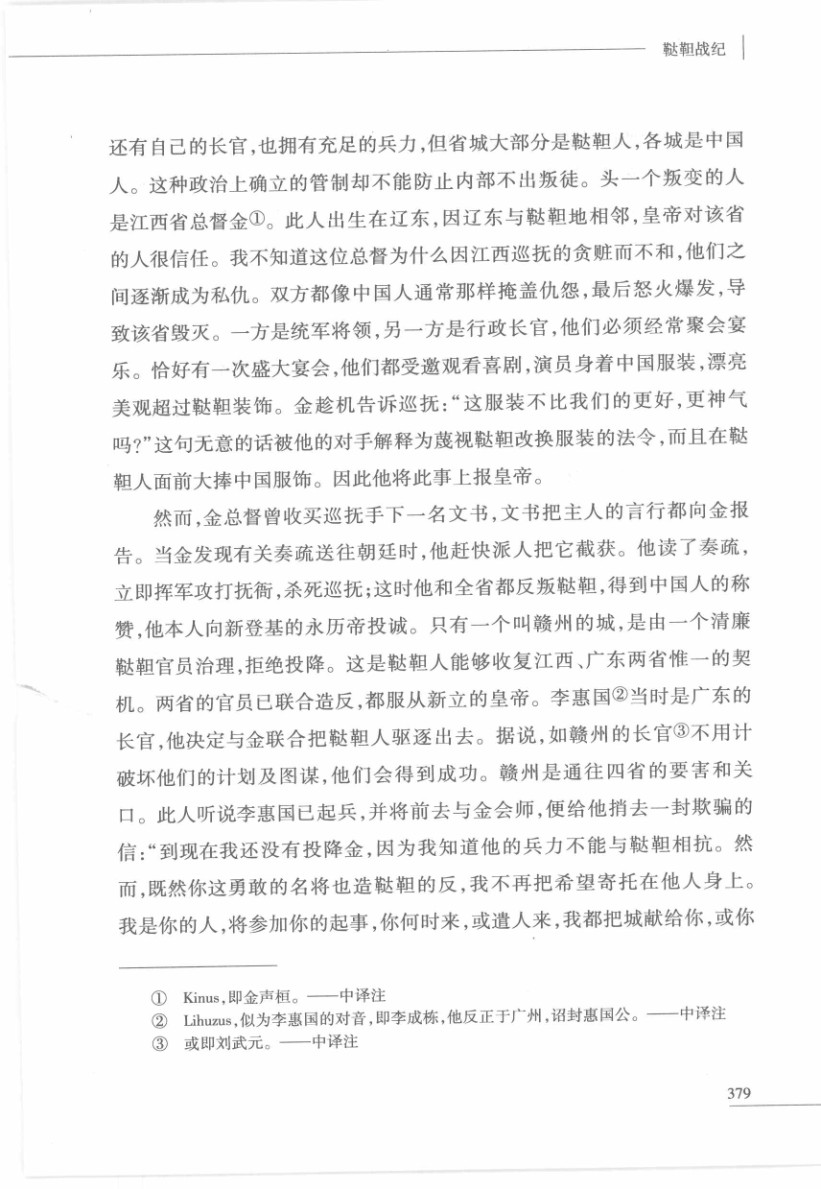 鞑靼战纪
还有自己的长官,也拥有充足的兵力,但省城大部分是鞑靼人,各城是中国
人。这种政治上确立的管制却不能防止内部不出叛徒。头一个叛变的人
是江西省总督金①。此人出生在辽东,因辽东与鞑靼地相邻,皇帝对该省
的人很信任。我不知道这位总督为什么因江西巡抚的贪赃而不和,他们之
间逐渐成为私仇。双方都像中国人通常那样掩盖仇怨,最后怒火爆发,导
致该省毁灭。一方是统军将领,另一方是行政长官,他们必须经常聚会宴
乐。恰好有一次盛大宴会,他们都受邀观看喜剧,演员身着中国服装,漂亮
美观超过鞑靼装饰。金趁机告诉巡抚:“这服装不比我们的更好,更神气
吗?”这句无意的话被他的对手解释为蔑视鞑靼改换服装的法令,而且在鞑
靼人面前大捧中国服饰。因此他将此事上报皇帝。
然而,金总督曾收买巡抚手下一名文书,文书把主人的言行都向金报
告。当金发现有关奏疏送往朝廷时,他赶快派人把它截获。他读了奏疏,
立即挥军攻打抚衙,杀死巡抚;这时他和全省都反叛鞑靼,得到中国人的称
赞,他本人向新登基的永历帝投诚。只有一个叫赣州的城,是由一个清廉
鞑靼官员治理,拒绝投降。这是鞑靼人能够收复江西、广东两省惟一的契
机。两省的官员已联合造反,都服从新立的皇帝。李惠国②当时是广东的
长官,他决定与金联合把鞑靼人驱逐出去。据说,如赣州的长官③不用计
破坏他们的计划及图谋,他们会得到成功。赣州是通往四省的要害和关
口。此人听说李惠国已起兵,并将前去与金会师,便给他捎去一封欺骗的
信:“到现在我还没有投降金,因为我知道他的兵力不能与鞑靼相抗。然
而,既然你这勇敢的名将也造鞑靼的反,我不再把希望寄托在他人身上。
我是你的人,将参加你的起事,你何时来,或遣人来,我都把城献给你,或你
① Kinus,即金声桓。——中译注
② Lihuzus,似为李惠国的对音,即李成栋,他反正于广州,诏封惠国公。——中译注
③ 或即刘武元。——中译注
379